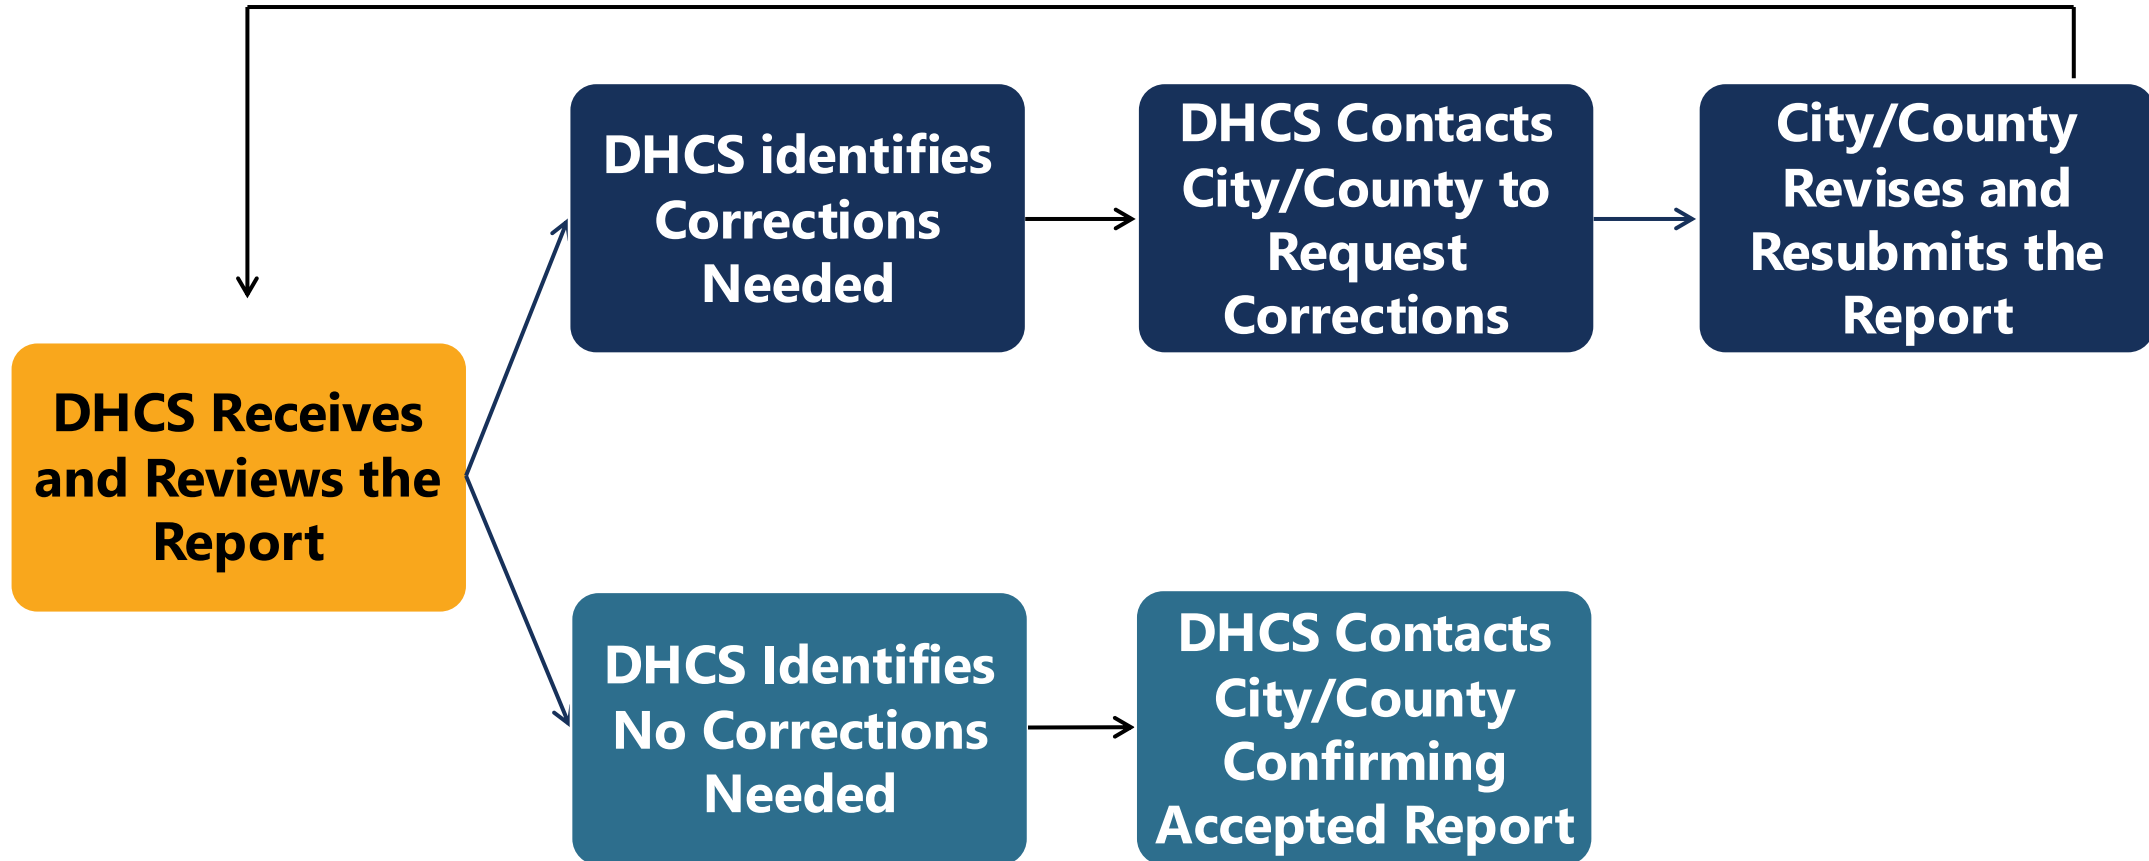 DHCS Receives
and Reviews the
Report
DHCS identifies
Corrections
Needed
DHCS Contacts
City/County to
Request
Corrections
City/County
Revises and
Resubmits the
Report
DHCS Identifies
No Corrections
Needed
DHCS Contacts
City/County
Confirming
Accepted Report